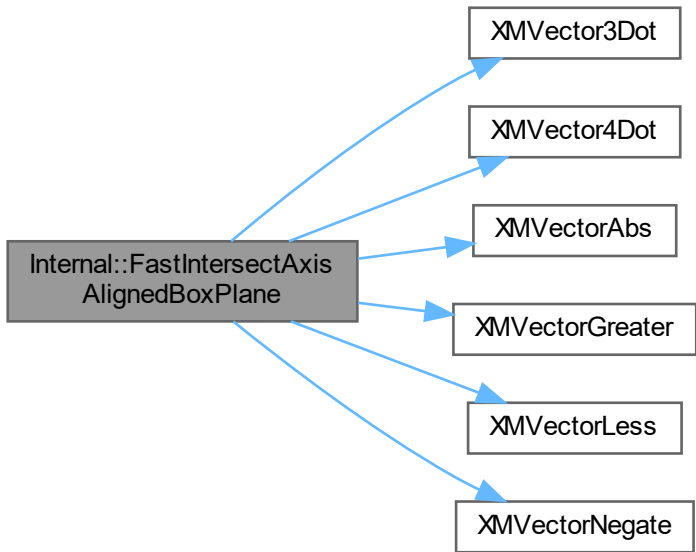 XMVector3Dot
XMVector4Dot
XMVectorAbs
Internal::FastIntersectAxis
AlignedBoxPlane
XMVectorGreater
XMVectorLess
XMVectorNegate